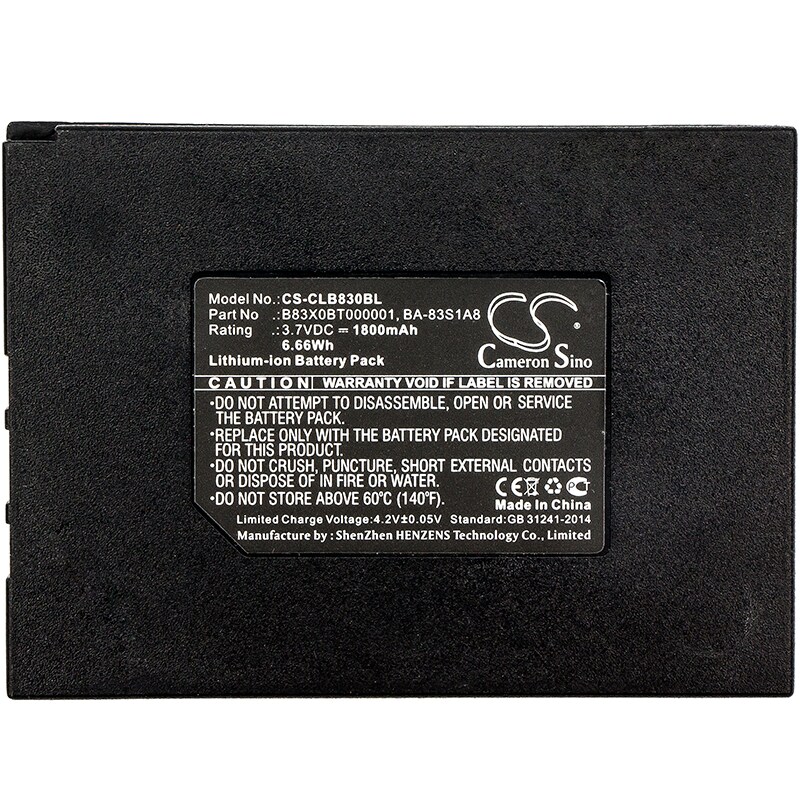 Model No.:CS-CLB830BL
Part No :B83X0BT000001, BA-83S1A8
Rating :3.7VDC ⎓ 1800mAh
6.66Wh
Lithium-ion Battery Pack
CS ®
Cameron Sino
CAUTION WARRANTY VOID IF LABEL IS REMOVED
•DO NOT ATTEMPT TO DISASSEMBLE, OPEN OR SERVICE
THE BATTERY PACK.
•REPLACE ONLY WITH THE BATTERY PACK DESIGNATED
FOR THIS PRODUCT.
•DO NOT CRUSH, PUNCTURE, SHORT EXTERNAL CONTACTS
OR DISPOSE OF IN FIRE OR WATER.
•DO NOT STORE ABOVE 60°C (140°F).
CE PCT
Made In China
Limited Charge Voltage:4.2V±0.05V Standard:GB 31241-2014
Manufacture by : ShenZhen HENZENS Technology Co., Limited